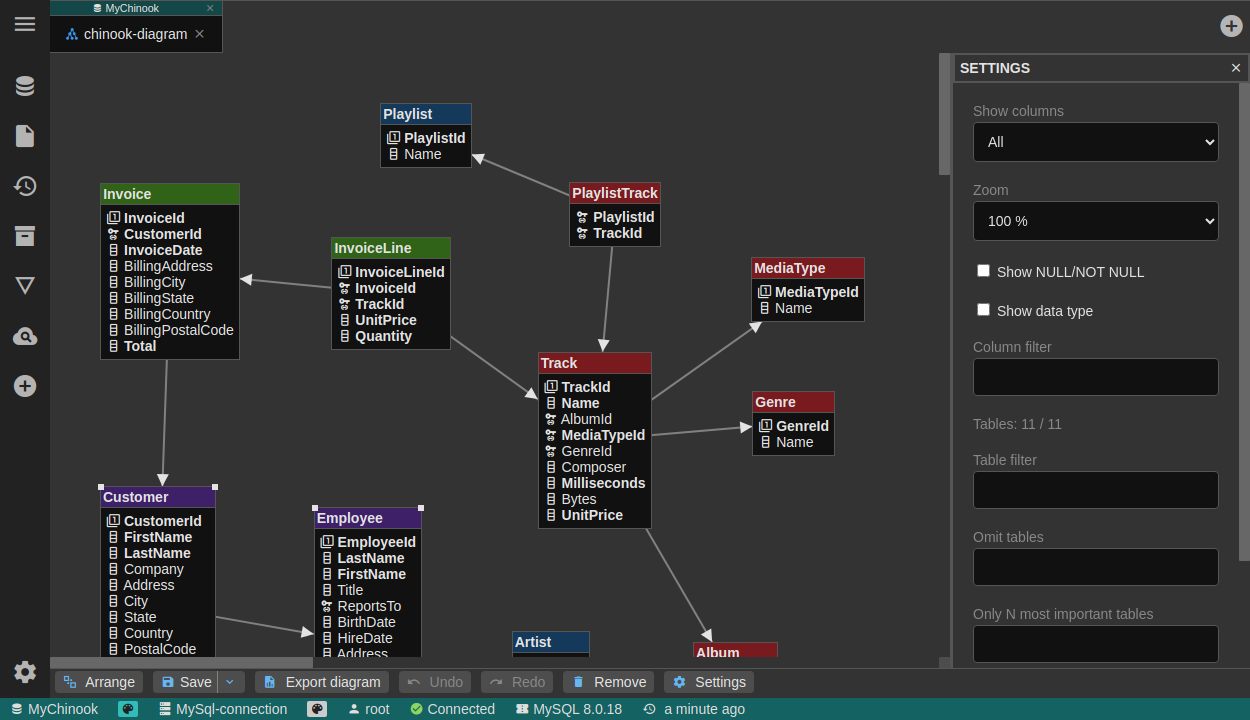 MyChinook
chinook-diagram
Playlist
PlaylistId
Name
PlaylistTrack
PlaylistId
TrackId
Invoice
InvoiceId
CustomerId
InvoiceDate
BillingAddress
BillingCity
BillingState
BillingCountry
BillingPostalCode
Total
InvoiceLine
InvoiceLineId
InvoiceId
TrackId
UnitPrice
Quantity
MediaType
MediaTypeId
Name
Track
TrackId
Name
AlbumId
MediaTypeId
GenreId
Composer
Milliseconds
Bytes
UnitPrice
Genre
GenreId
Name
Customer
CustomerId
FirstName
LastName
Company
Address
City
State
Country
PostalCode
Employee
EmployeeId
LastName
FirstName
Title
ReportsTo
BirthDate
HireDate
Address
Artist
Album
SETTINGS
Show columns
All
Zoom
100 %
Show NULL/NOT NULL
Show data type
Column filter
Tables: 11 / 11
Table filter
Omit tables
Only N most important tables
Arrange Save Export diagram Undo Redo Remove Settings
MyChinook MySql-connection root Connected MySQL 8.0.18 a minute ago